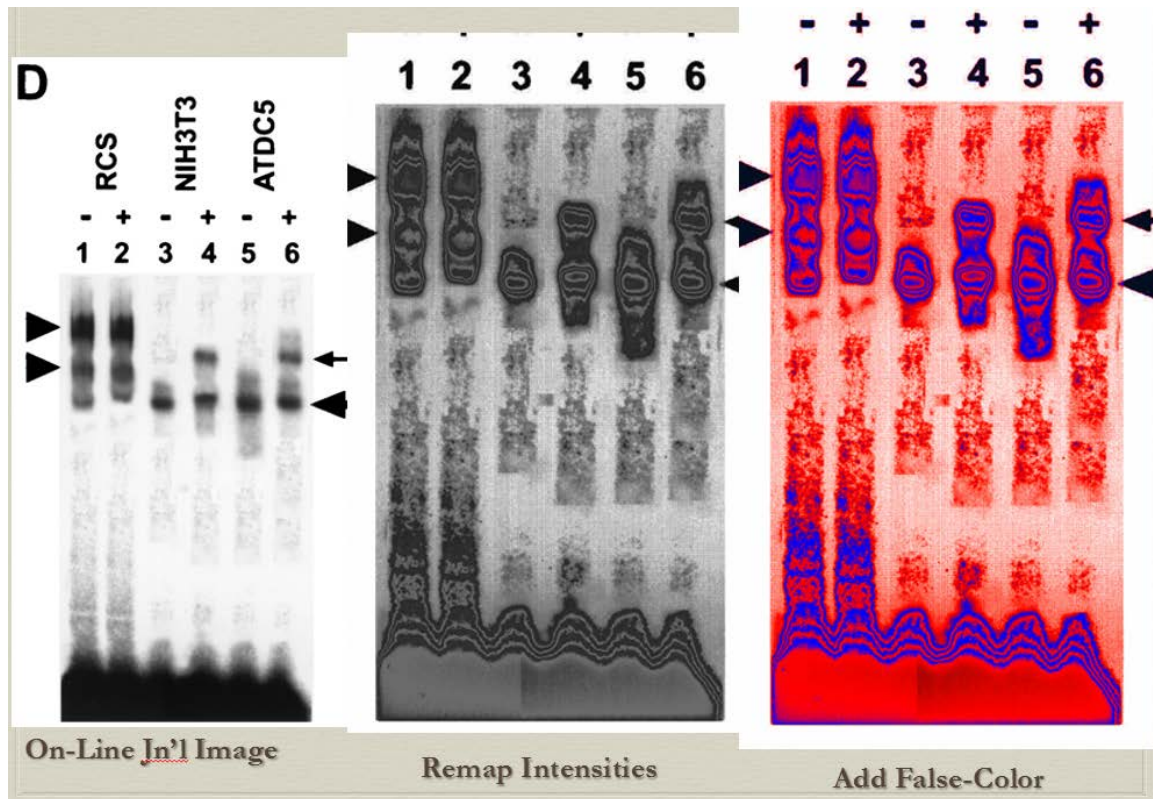 D
RCS NIH3T3 ATDC5
- + - + - +
1 2 3 4 5 6
1 2 3 4 5 6
- + - + - +
1 2 3 4 5 6
On-Line Jn'l Image
Remap Intensities
Add False-Color